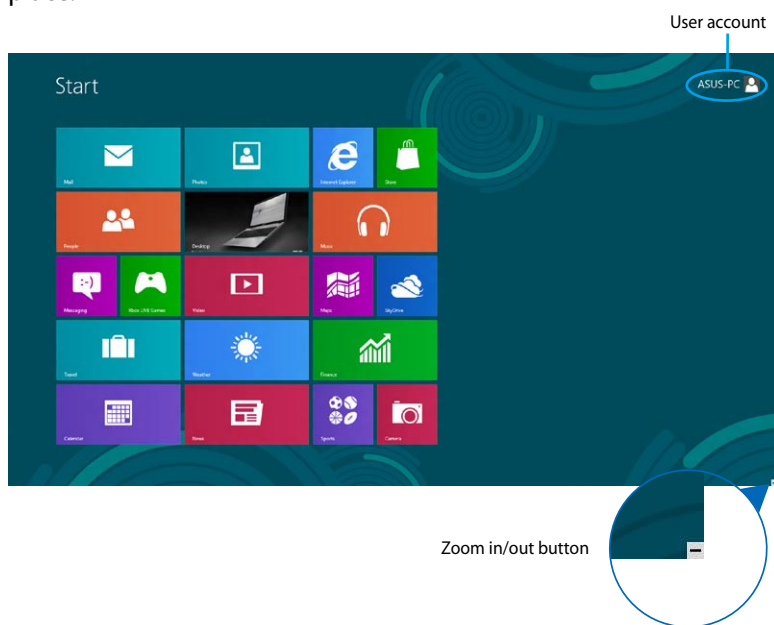 User account
Start
ASUS-PC
Mail
Photos
Internet Explorer
Store
People
Desktop
Music
Messaging
Xbox LIVE Games
Video
Maps
SkyDrive
Travel
Weather
Finance
Calendar
News
Sports
Camera
Zoom in/out button